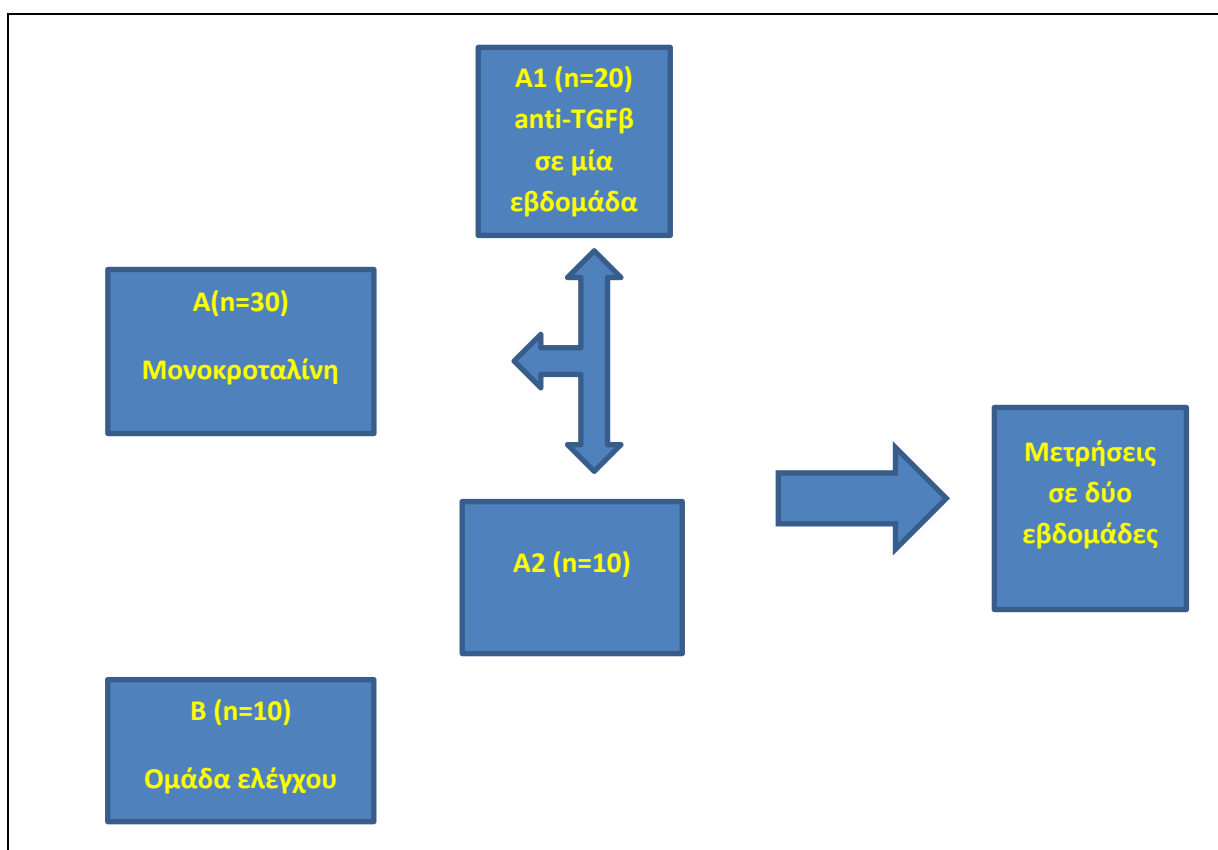 A1 (n=20)
anti-TGFβ
σε μία
εβδομάδα
A(n=30)
Μονοκροταλίνη
A2 (n=10)
Μετρήσεις
σε δύο
εβδομάδες
B (n=10)
Ομάδα ελέγχου